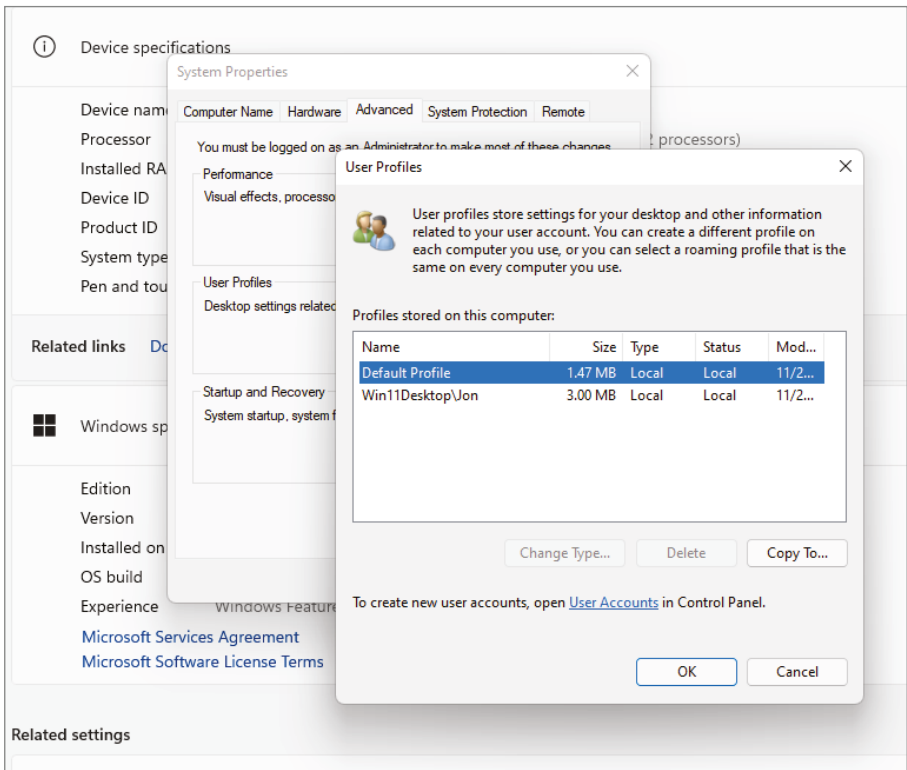 Device specifications
System Properties
Computer Name Hardware Advanced System Protection Remote
Device nam
Processor processors)
You must be logged on as an Administrator to make most of these changes
Installed RA
Performance
Visual effects, processo
Device ID
Product ID
System type
Pen and tou
User Profiles
Desktop settings related
Related links Do
Startup and Recovery
System startup, system f
Windows sp
Edition
Version
Installed on
OS build
Experience Windows Feature
Microsoft Services Agreement
Microsoft Software License Terms
Related settings
User Profiles
User profiles store settings for your desktop and other information
related to your user account. You can create a different profile on
each computer you use, or you can select a roaming profile that is the
same on every computer you use.
Profiles stored on this computer:
Name Size Type Status Mod...
Default Profile 1.47 MB Local Local 11/2...
Win11Desktop\Jon 3.00 MB Local Local 11/2...
Change Type... Delete Copy To...
To create new user accounts, open User Accounts in Control Panel.
OK Cancel